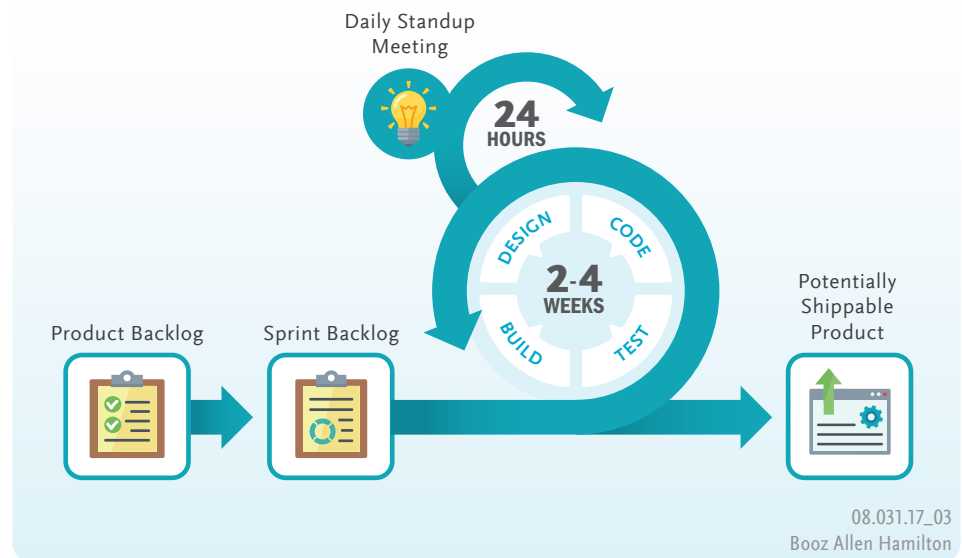 Daily Standup
Meeting
24
HOURS
DESIGN
CODE
2-4
WEEKS
BUILD
TEST
Potentially
Shippable
Product
Product Backlog
Sprint Backlog
08.031.17_03
Booz Allen Hamilton